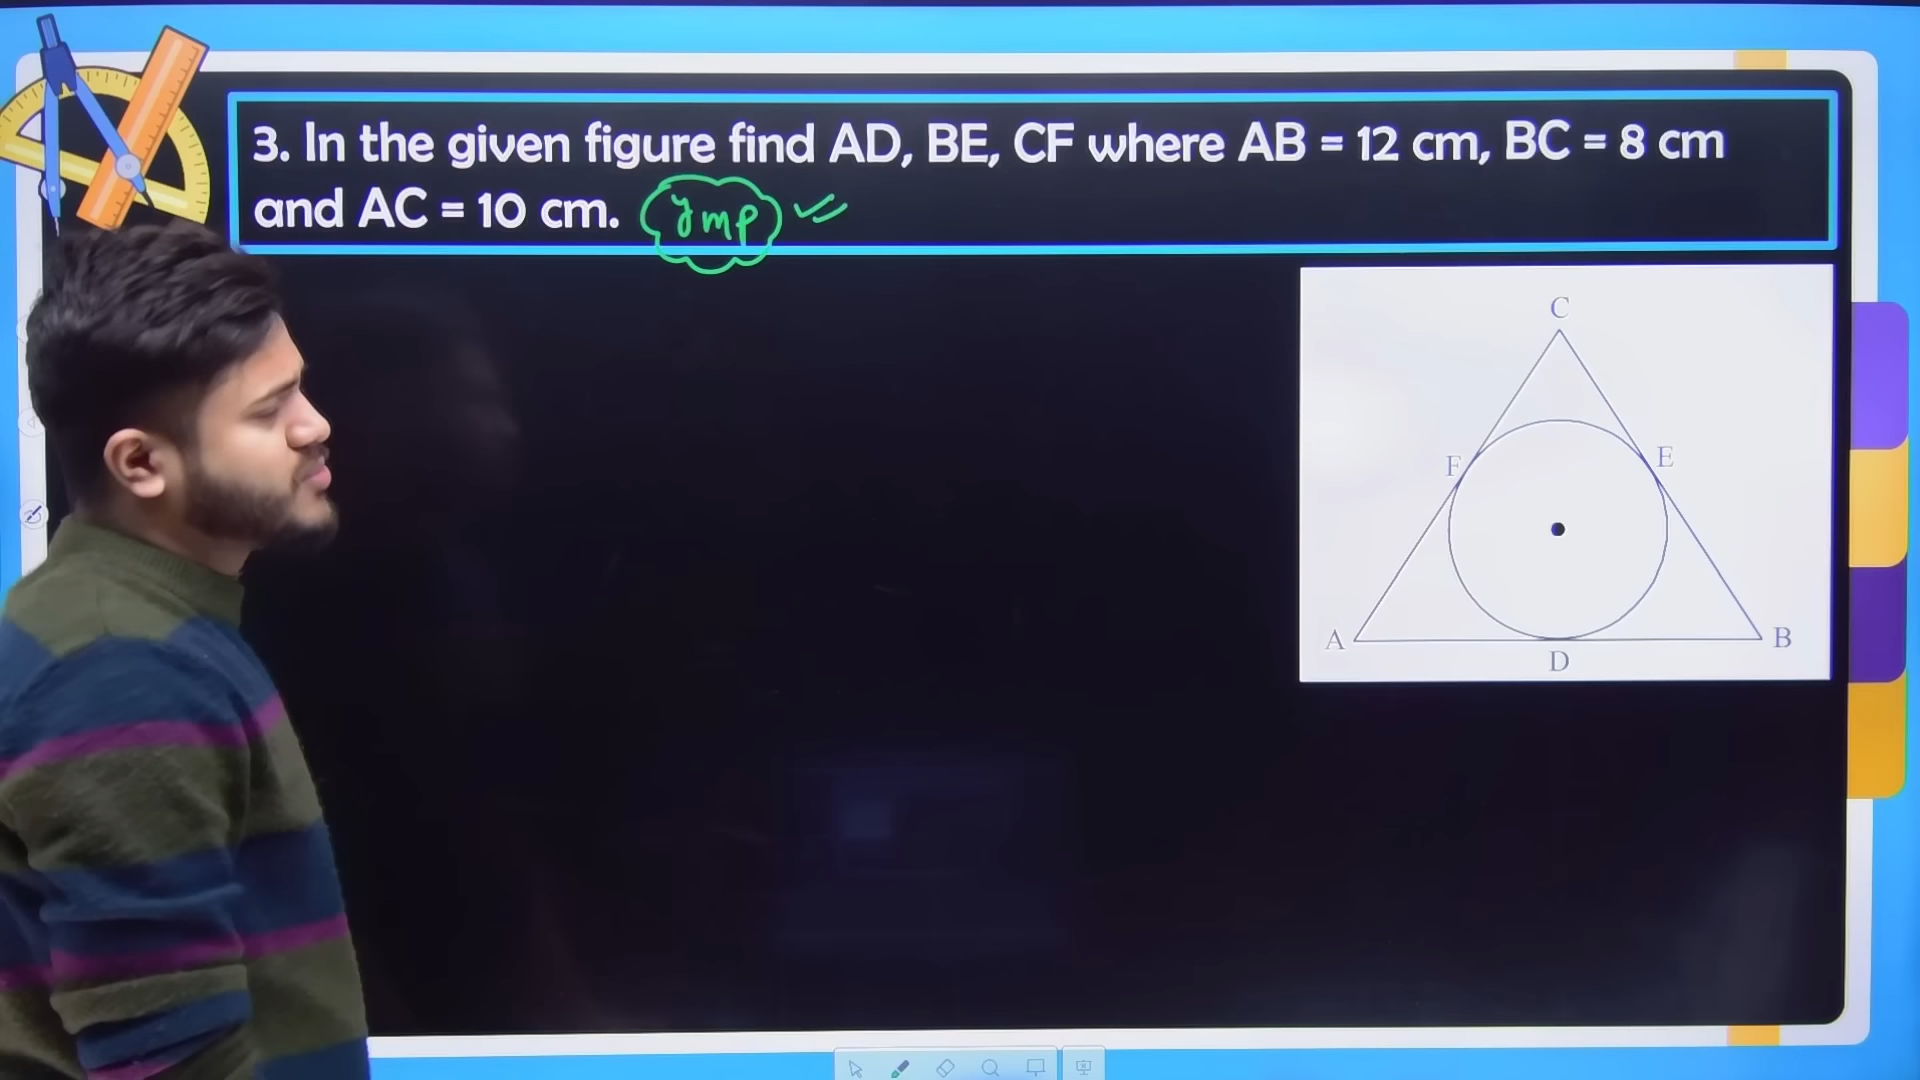 3. In the given figure find AD, BE, CF where AB = 12 cm, BC = 8 cm
and AC = 10 cm. Imp
C
F
E
A
B
D